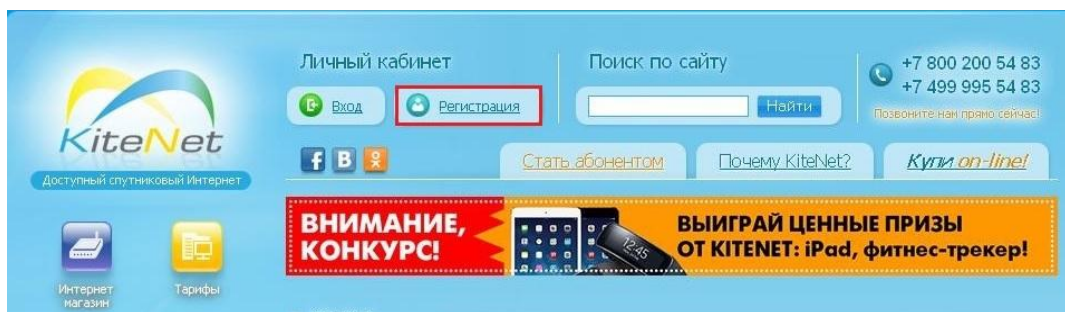 Личный кабинет
Вход
Регистрация
Поиск по сайту
Найти
+7 800 200 54 83
+7 499 995 54 83
Позвоните нам прямо сейчас!
KiteNet
Доступный спутниковый Интернет
Стать абонентом
Почему KiteNet?
Купи on-line!
ВНИМАНИЕ,
КОНКУРС!
12:45
ВЫИГРАЙ ЦЕННЫЕ ПРИЗЫ
ОТ KITENET: iPad, фитнес-трекер!
Интернет
магазин
Тарифы